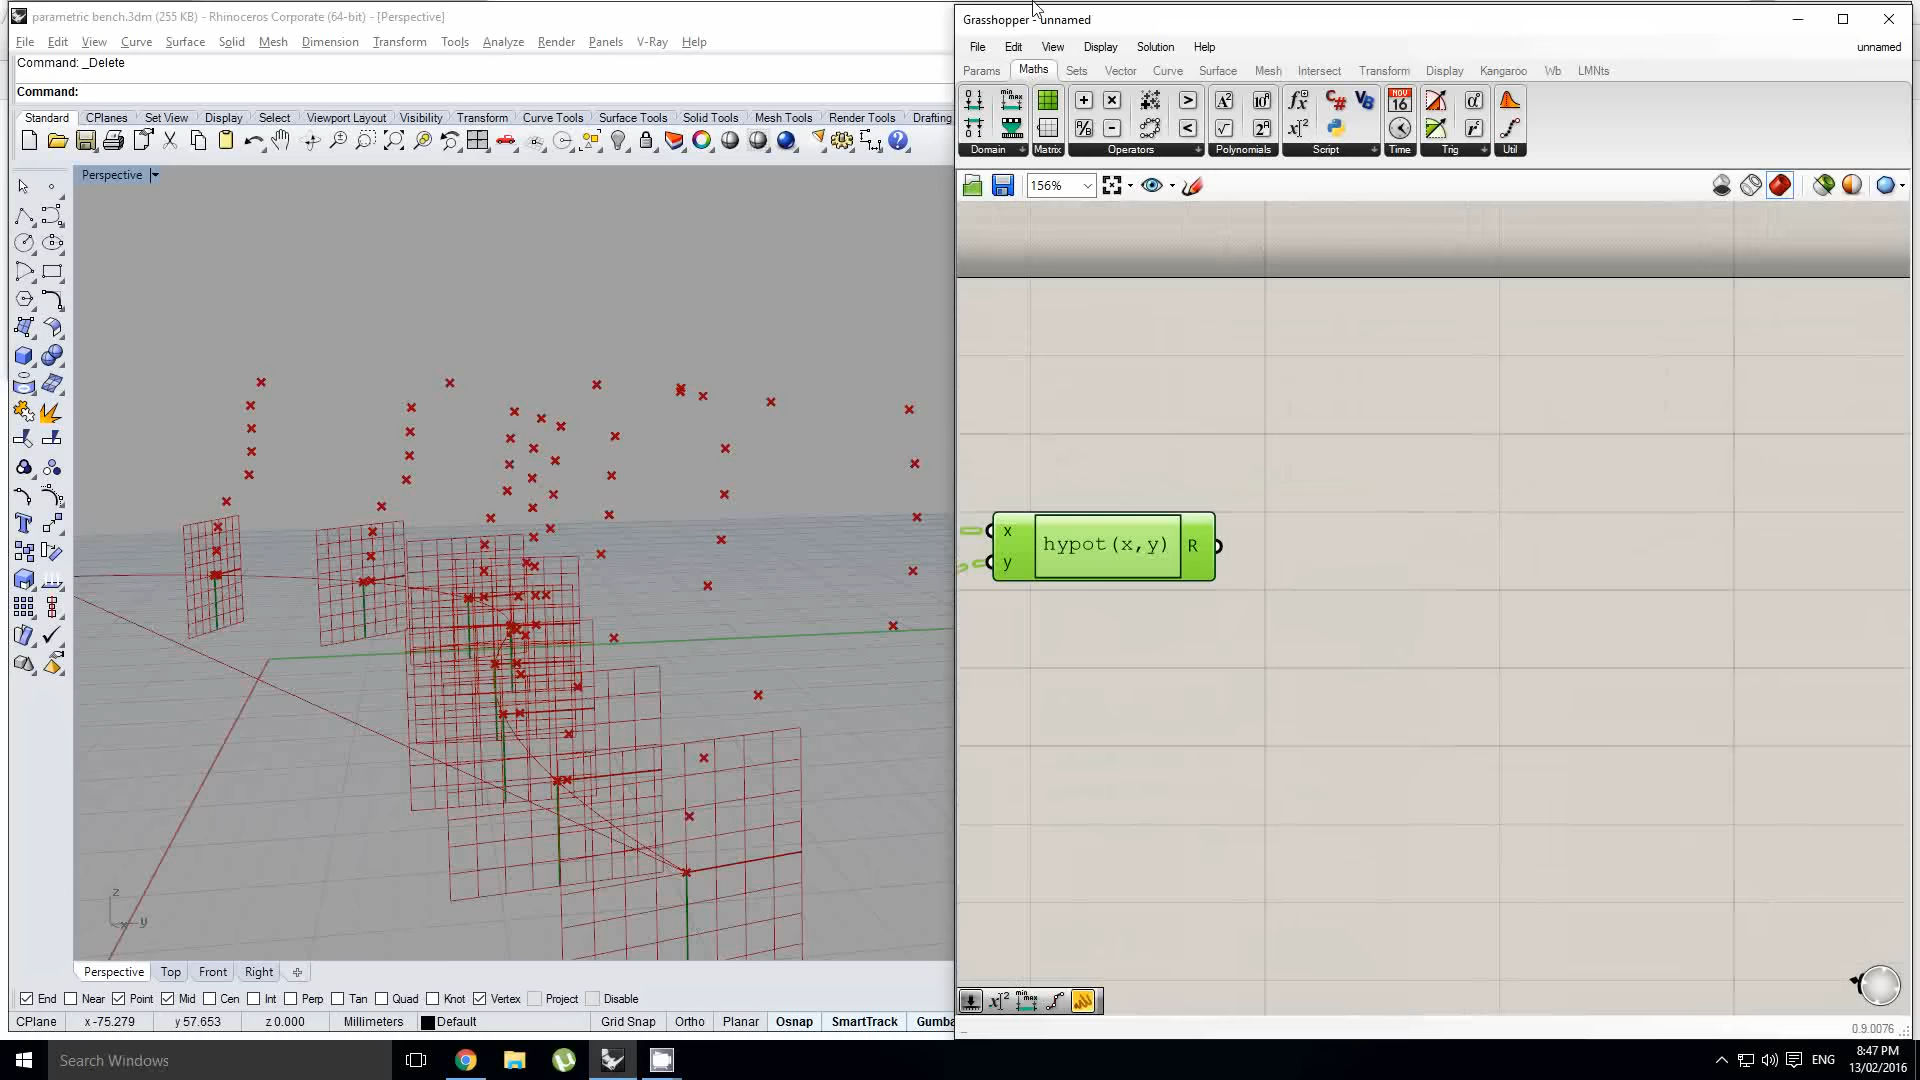 parametric bench.3dm (255 KB) - Rhinoceros Corporate (64-bit) - [Perspective]
File Edit View Curve Surface Solid Mesh Dimension Transform Tools Analyze Render Panels V-Ray Help
Command: _Delete
Command:
Standard CPlanes Set View Display Select Viewport Layout Visibility Transform Curve Tools Surface Tools Solid Tools Mesh Tools Render Tools Drafting
Perspective
z
x y
Perspective Top Front Right
End Near Point Mid Cen Int Perp Tan Quad Knot Vertex Project Disable
CPlane x -75.279 y 57.653 z 0.000 Millimeters Default Grid Snap Ortho Planar Osnap SmartTrack Gumba
Grasshopper - unnamed
File Edit View Display Solution Help unnamed
Params Maths Sets Vector Curve Surface Mesh Intersect Transform Display Kangaroo Wb LMNts
Domain Matrix Operators Polynomials Script Time Trig Util
NOV
16
156%
x hypot(x,y) R
y
0.9.0076
Search Windows
ENG
8:47 PM
13/02/2016